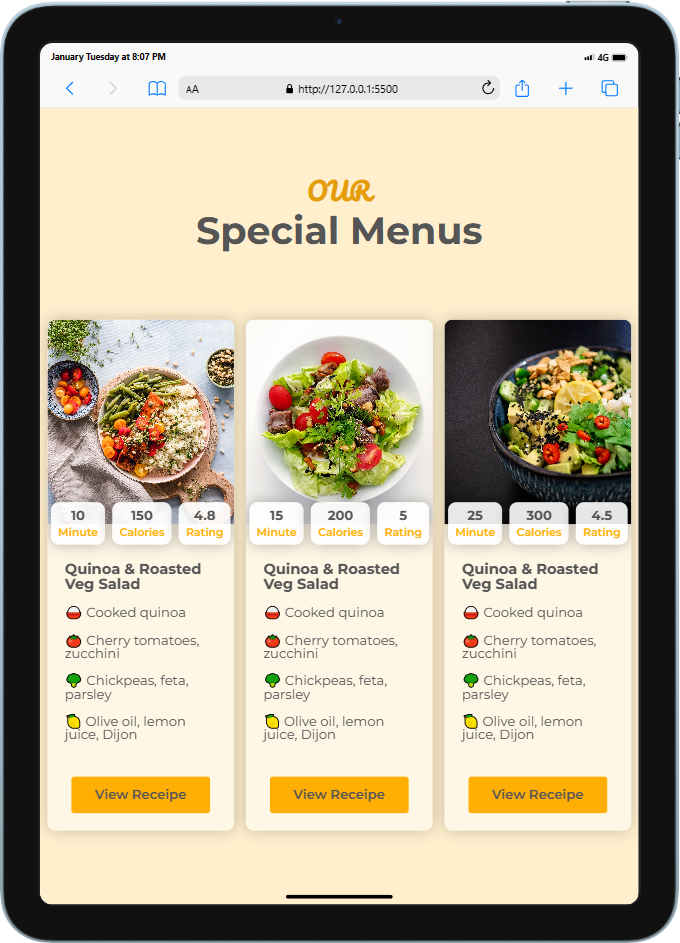 January Tuesday at 8:07 PM
4G
AA
http://127.0.0.1:5500
OUR
Special Menus
10 Minute
150 Calories
4.8 Rating
Quinoa & Roasted
Veg Salad
Cooked quinoa
Cherry tomatoes,
zucchini
Chickpeas, feta,
parsley
Olive oil, lemon
juice, Dijon
View Receipe
15 Minute
200 Calories
5 Rating
Quinoa & Roasted
Veg Salad
Cooked quinoa
Cherry tomatoes,
zucchini
Chickpeas, feta,
parsley
Olive oil, lemon
juice, Dijon
View Receipe
25 Minute
300 Calories
4.5 Rating
Quinoa & Roasted
Veg Salad
Cooked quinoa
Cherry tomatoes,
zucchini
Chickpeas, feta,
parsley
Olive oil, lemon
juice, Dijon
View Receipe